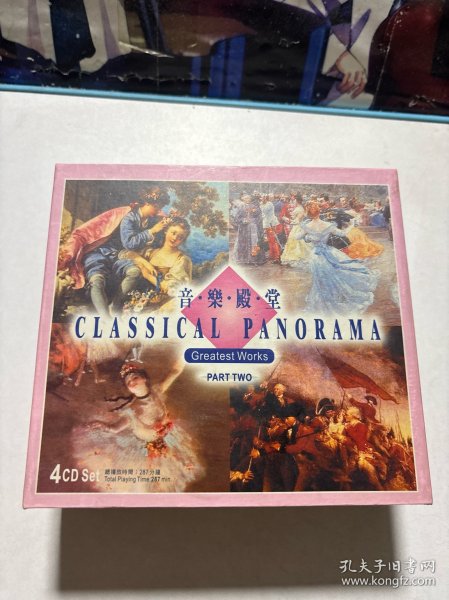 音·樂·殿·堂
CLASSICAL PANORAMA
Greatest Works
PART TWO
4CD Set
總播放時間：287分鐘
Total Playing Time 287 min.
孔夫子旧书网
www.kongfz.com